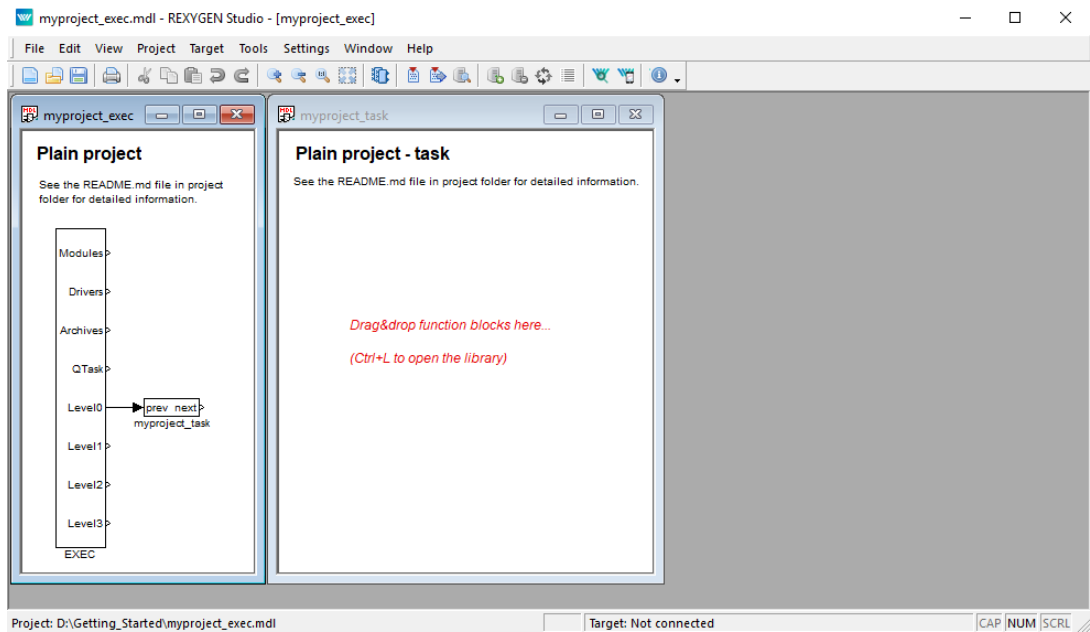 myproject_exec.mdl - REXYGEN Studio - [myproject_exec]
File Edit View Project Target Tools Settings Window Help
myproject_exec
Plain project
See the README.md file in project
folder for detailed information.
Modules
Drivers
Archives
QTask
Level0
prev next
myproject_task
Level1
Level2
Level3
EXEC
myproject_task
Plain project - task
See the README.md file in project folder for detailed information.
Drag&drop function blocks here...
(Ctrl+L to open the library)
Project: D:\Getting_Started\myproject_exec.mdl
Target: Not connected
CAP NUM SCRL